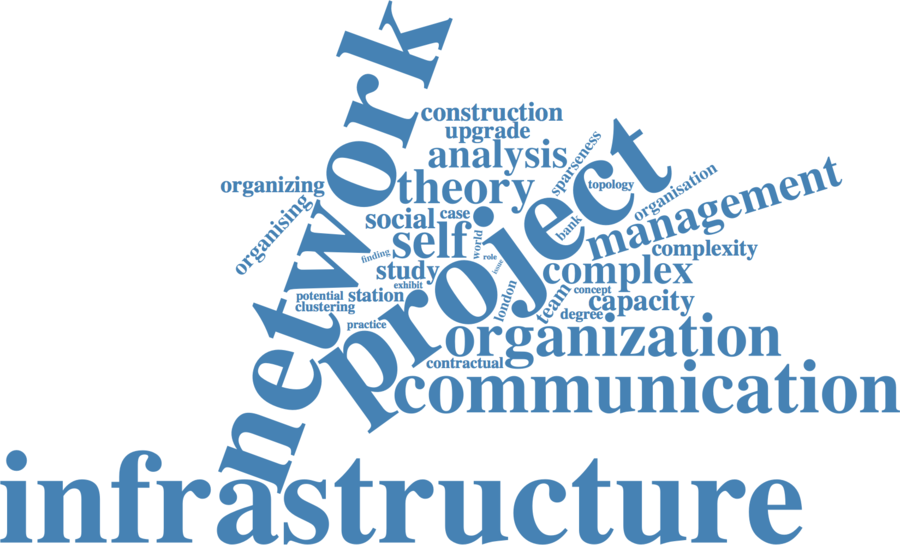 network
construction
upgrade
analysis
sparseness
organizing
theory
topology
organisation
organising
social
case
project
bank
management
self
world
finding
role
issue
complexity
study
complex
exhibit
potential
station
london
team
concept
capacity
clustering
degree
practice
organization
contractual
communication
infrastructure